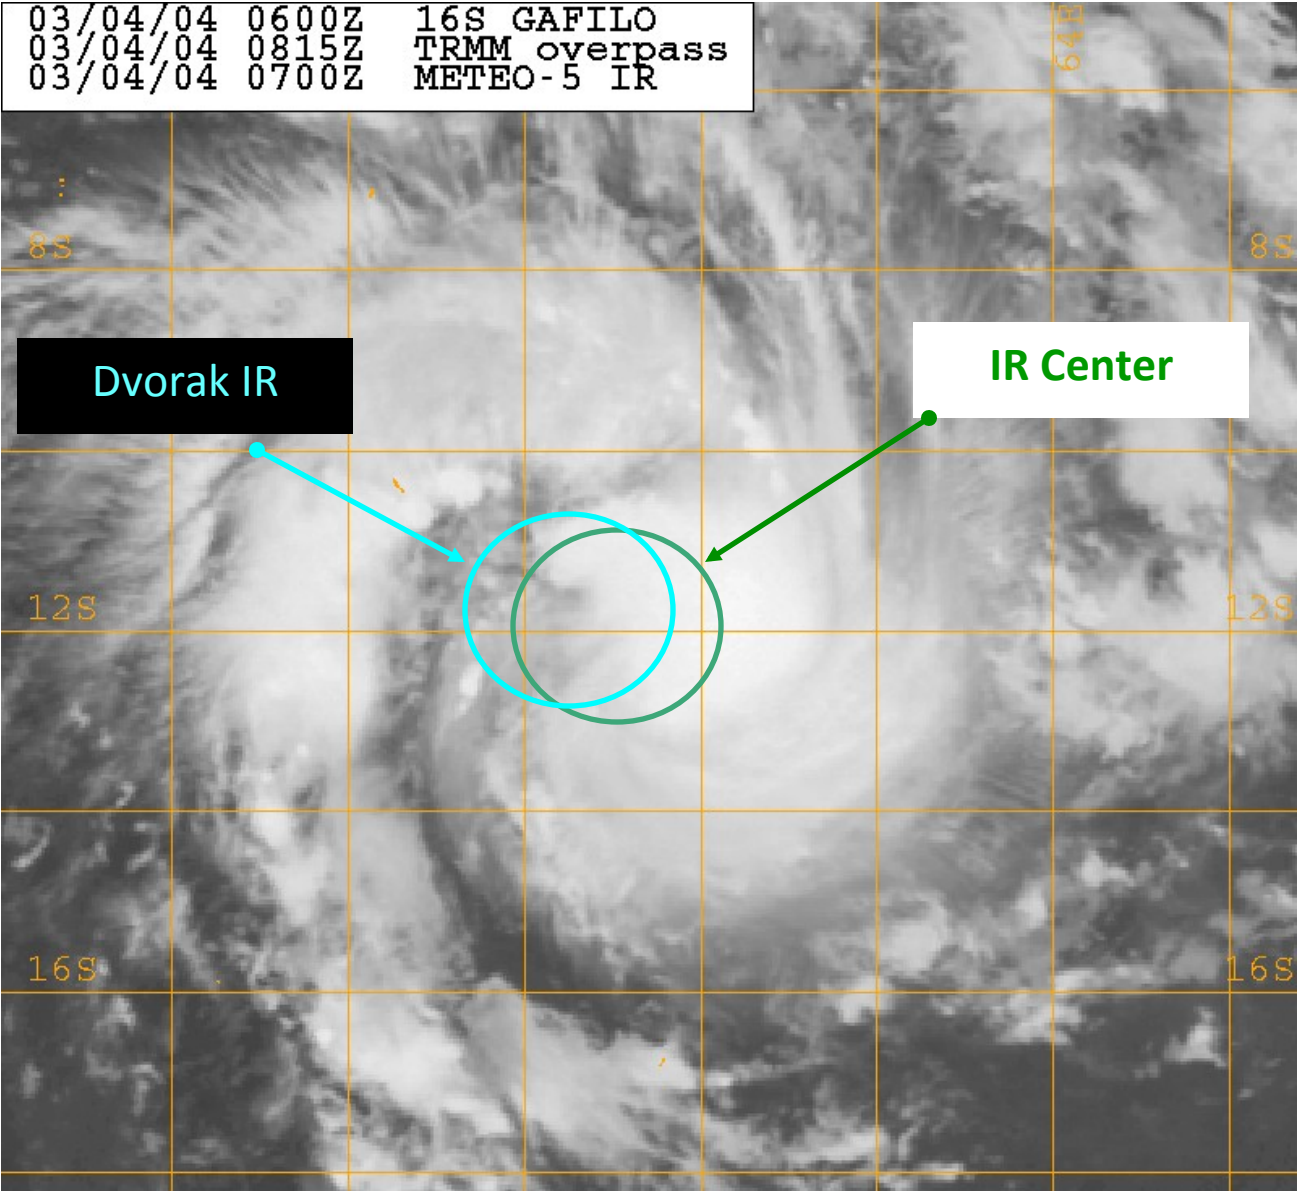 03/04/04 0600Z 16S GAFILO
03/04/04 0815Z TRMM overpass
03/04/04 0700Z METEO-5 IR
64E
8S 8S
Dvorak IR
IR Center
12S 12S
16S 16S